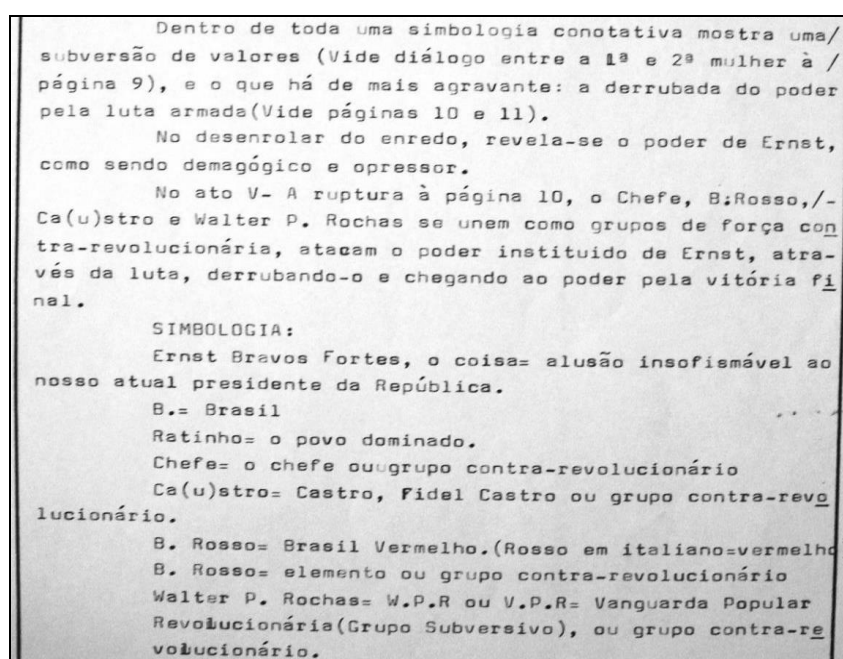 Dentro de toda uma simbologia conotativa mostra uma/
subversão de valores (Vide diálogo entre a 1ª e 2ª mulher à /
página 9), e o que há de mais agravante: a derrubada do poder
pela luta armada(Vide páginas 10 e 11).
No desenrolar do enredo, revela-se o poder de Ernst,
como sendo demagógico e opressor.
No ato V- A ruptura à página 10, o Chefe, B;Rosso,/-
Ca(u)stro e Walter P. Rochas se unem como grupos de força con
tra-revolucionária, atacam o poder instituido de Ernst, atra-
vés da luta, derrubando-o e chegando ao poder pela vitória fi
nal.
SIMBOLOGIA:
Ernst Bravos Fortes, o coisa= alusão insofismável ao
nosso atual presidente da República.
B.= Brasil
Ratinho= o povo dominado.
Chefe= o chefe ou grupo contra-revolucionário
Ca(u)stro= Castro, Fidel Castro ou grupo contra-revo
lucionário.
B. Rosso= Brasil Vermelho.(Rosso em italiano=vermelho
B. Rosso= elemento ou grupo contra-revolucionário
Walter P. Rochas= W.P.R ou V.P.R= Vanguarda Popular
Revolucionária(Grupo Subversivo), ou grupo contra-re
volucionário.